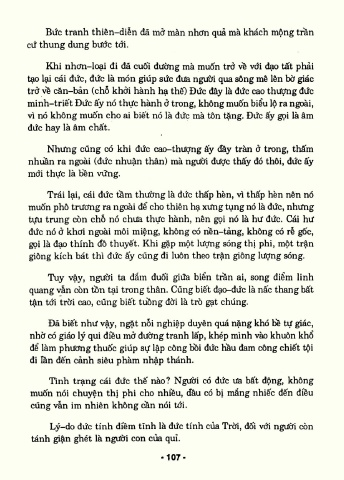 Bức tranh thiên-diễn đã mở màn nhơn quả mà khách mộng trần
cứ thung dung bước tới.
Khi nhơn-loại đi đã cuối đường mà muốn trở về với đạo tất phải
tạo lại cái đức, đức là món giúp sức đưa người qua sông mê lên bờ giác
trở về căn-bản (chỗ khởi hành hạ thế) Đức đây là đức cao thượng đức
minh-triết Đức ấy nó thực hành ở trong, không muốn biểu lộ ra ngoài,
vì nó không muốn cho ai biết nó là đức mà tôn tặng. Đức ấy gọi là âm
đức hay là âm chất.
Nhưng cũng có khi đức cao-thượng ấy đầy tràn ở trong, thấm
nhuần ra ngoài (đức nhuận thân) mà người được thấy đó thôi, đức ấy
mới thực là bền vững.
Trái lại, cái đức tầm thường là đức thấp hèn, vì thấp hèn nên nó
muốn phô trương ra ngoài để cho thiên hạ xưng tụng nó là đức, nhưng
tựu trung còn chỗ nó chưa thực hành, nên gọi nó là hư đức. Cái hư
đức nó ở khơi ngoài môi miệng, không có nền-tảng, không có rễ gốc,
gọi là đạo thính đồ thuyết. Khi gặp một lượng sóng thị phi, một trận
giông kích bát thì đức ấy cũng đi luôn theo trận giông lượng sóng.
Tuy vậy, người ta đắm đuối giữa biển trần ai, song điểm linh
quang vẫn còn tồn tại trong thân. Cũng biết đạo-đức là nấc thang bất
tận tới trời cao, cũng biết tuồng đời là trò gạt chúng.
Đã biết như vậy, ngặt nỗi nghiệp duyên quá nặng khó bề tự giác,
nhờ có giáo lý qui điều mở đường tranh lấp, khép mình vào khuôn khổ
để làm phương thuốc giúp sự lập công bồi đức hầu đam công chiết tội
đi lần đến cảnh siêu phàm nhập thánh.
Tình trạng cái đức thế nào? Người có đức ưa bất động, không
muốn nói chuyện thị phi cho nhiều, dầu có bị mắng nhiếc đến điều
cũng vẫn im nhiên không cần nói tới.
Lý-do đức tính điềm tĩnh là đức tính của Trời, đối với người còn
tánh giận ghét là người con của quỉ.
- 107 -